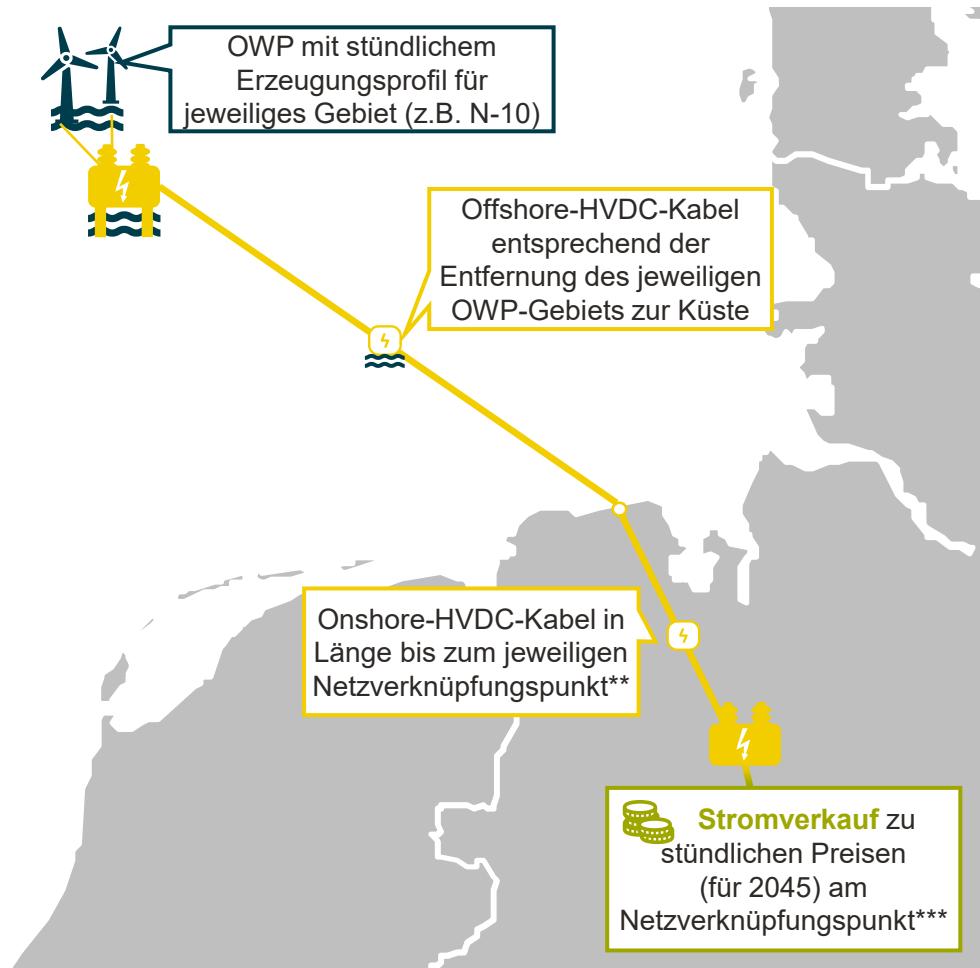 OWP mit stündlichem
Erzeugungsprofil für
jeweiliges Gebiet (z.B. N-10)
Offshore-HVDC-Kabel
entsprechend der
Entfernung des jeweiligen
OWP-Gebiets zur Küste
Onshore-HVDC-Kabel in
Länge bis zum jeweiligen
Netzverknüpfungspunkt**
Stromverkauf zu
stündlichen Preisen
(für 2045) am
Netzverknüpfungspunkt***